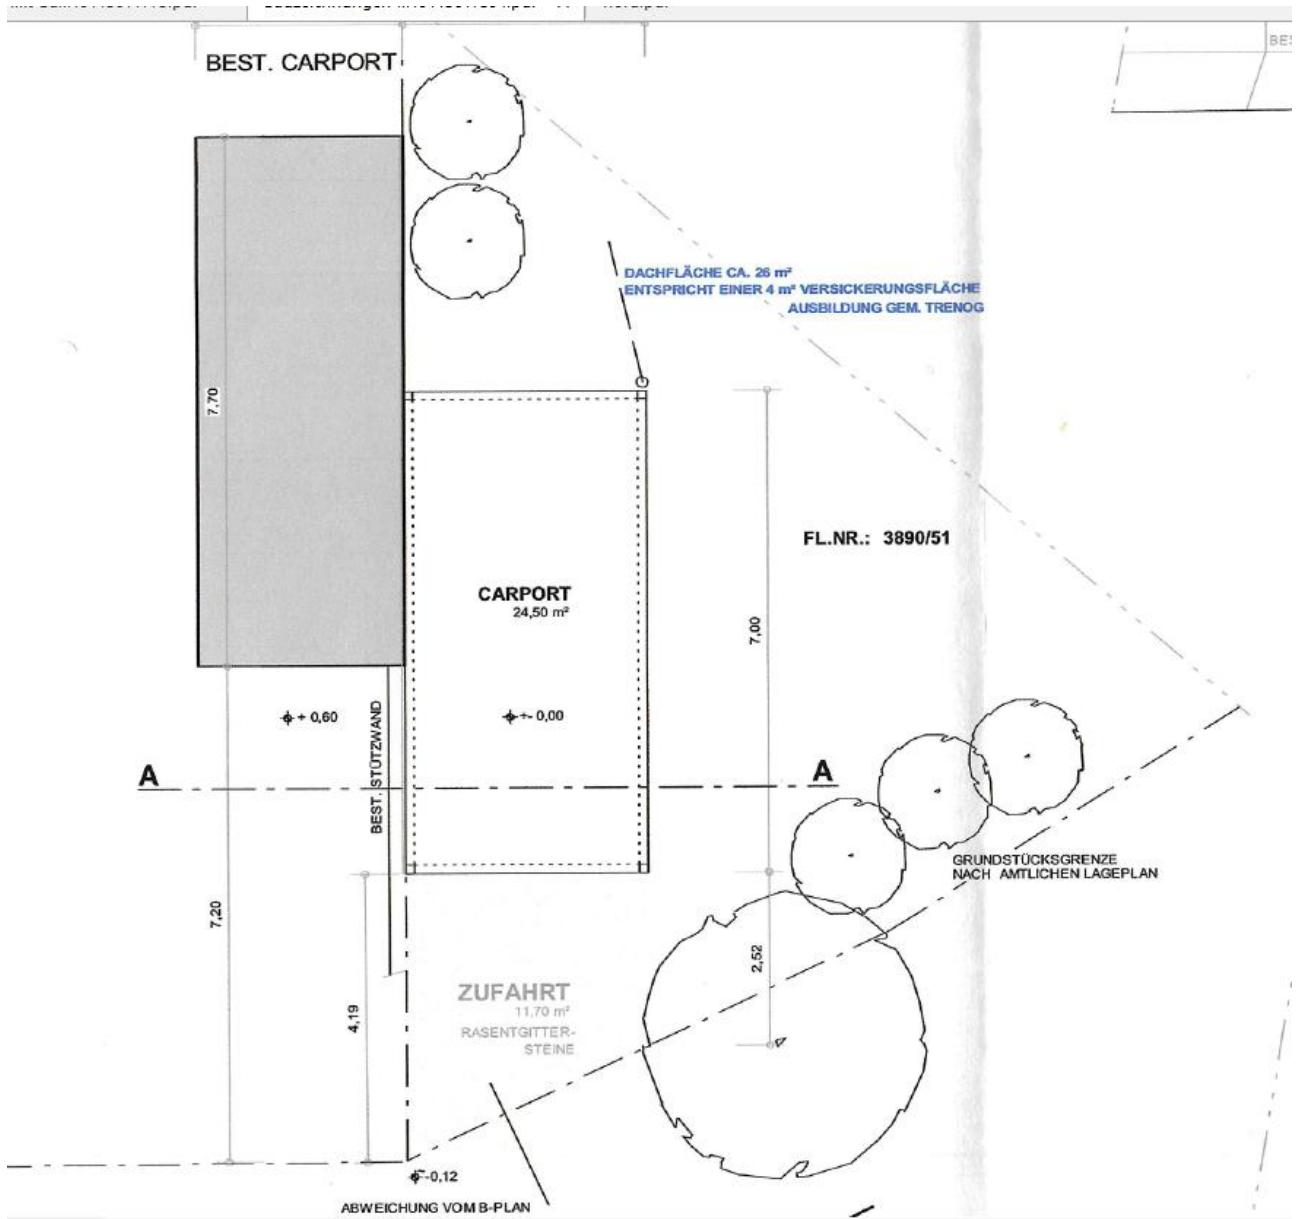 BEST. CARPORT
DACHFLÄCHE CA. 26 m²
ENTSPRICHT EINER 4 m² VERSICKERUNGSFLÄCHE
AUSBILDUNG GEM. TRENOG
7,70
FL.NR.: 3890/51
CARPORT
24,50 m²
7,00
+ 0,60
+- 0,00
BEST. STÜTZWAND
A
A
GRUNDSTÜCKSGRENZE
NACH AMTLICHEN LAGEPLAN
7,20
2,52
4,19
ZUFAHRT
11,70 m²
RASENTGITTER-
STEINE
-0,12
ABWEICHUNG VOM B-PLAN